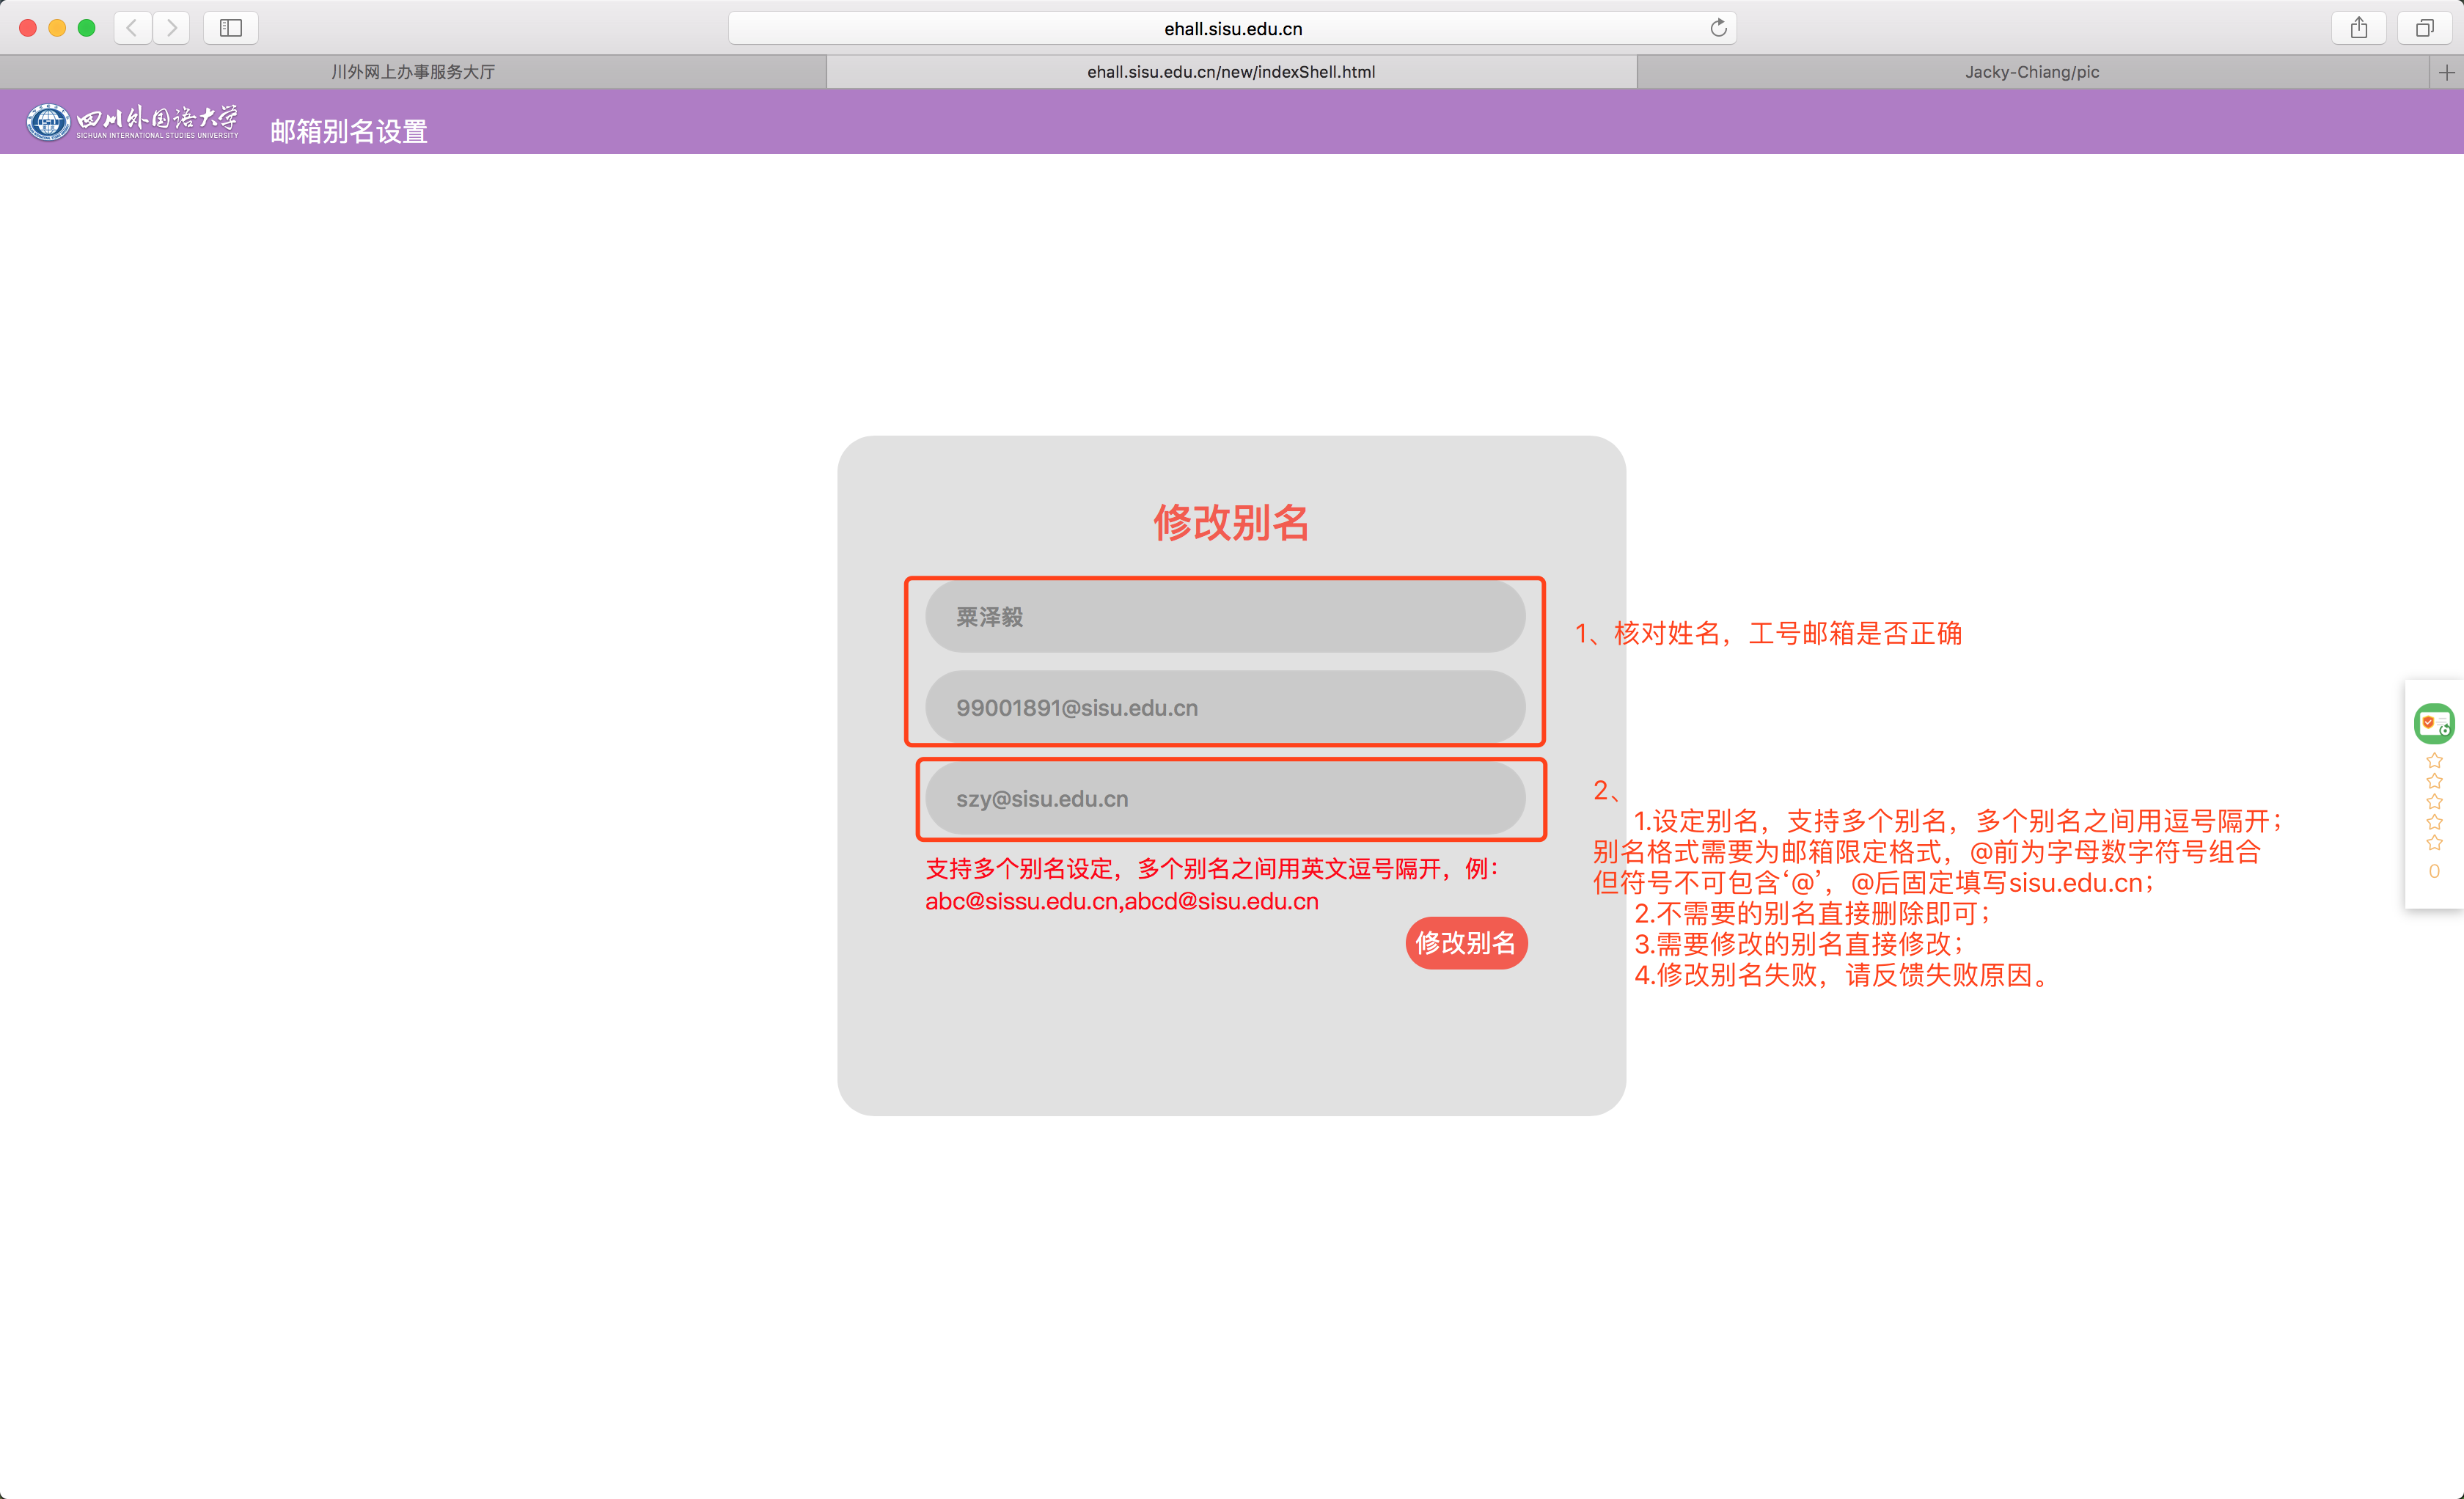 ehall.sisu.edu.cn
川外网上办事服务大厅
ehall.sisu.edu.cn/new/indexShell.html
Jacky-Chiang/pic
四川外国语大学
SICHUAN INTERNATIONAL STUDIES UNIVERSITY
邮箱别名设置
修改别名
粟泽毅
99001891@sisu.edu.cn
szy@sisu.edu.cn
支持多个别名设定，多个别名之间用英文逗号隔开，例：
abc@sissu.edu.cn,abcd@sisu.edu.cn
修改别名
1、核对姓名，工号邮箱是否正确
2、
1.设定别名，支持多个别名，多个别名之间用逗号隔开；
别名格式需要为邮箱限定格式，@前为字母数字符号组合
但符号不可包含‘@’，@后固定填写sisu.edu.cn；
2.不需要的别名直接删除即可；
3.需要修改的别名直接修改；
4.修改别名失败，请反馈失败原因。
0